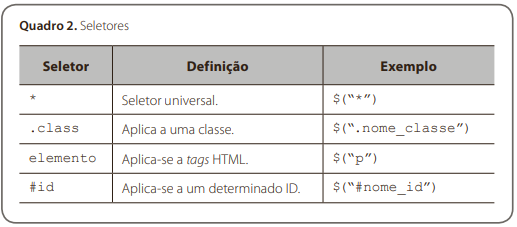 Quadro 2. Seletores
Seletor Definição Exemplo
* Seletor universal. $(“*”)
.class Aplica a uma classe. $(“.nome_classe”)
elemento Aplica-se a tags HTML. $(“p”)
#id Aplica-se a um determinado ID. $(“#nome_id”)